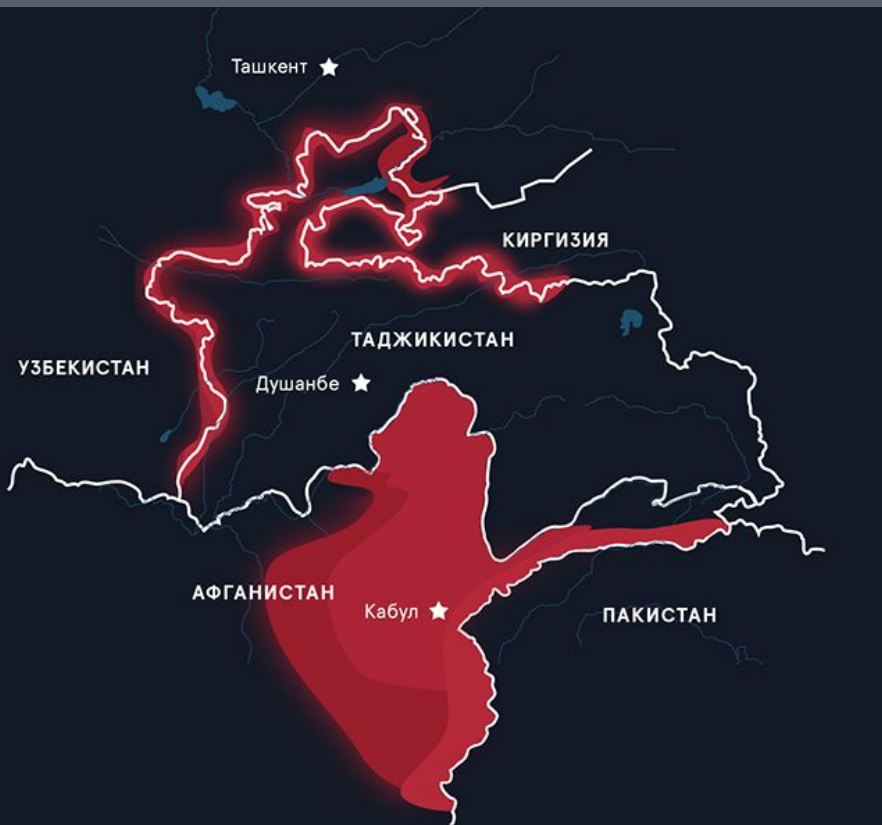 Ташкент
КИРГИЗИЯ
ТАДЖИКИСТАН
УЗБЕКИСТАН
Душанбе
АФГАНИСТАН
Кабул
ПАКИСТАН